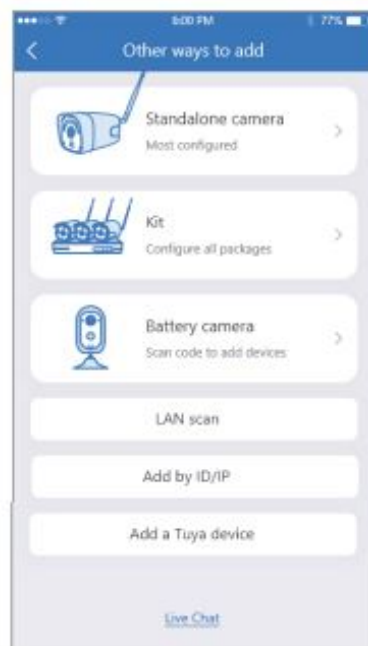 6:00 PM
77%
Other ways to add
Standalone camera
Most configured
Kit
Configure all packages
Battery camera
Scan code to add devices
LAN scan
Add by ID/IP
Add a Tuya device
Live Chat